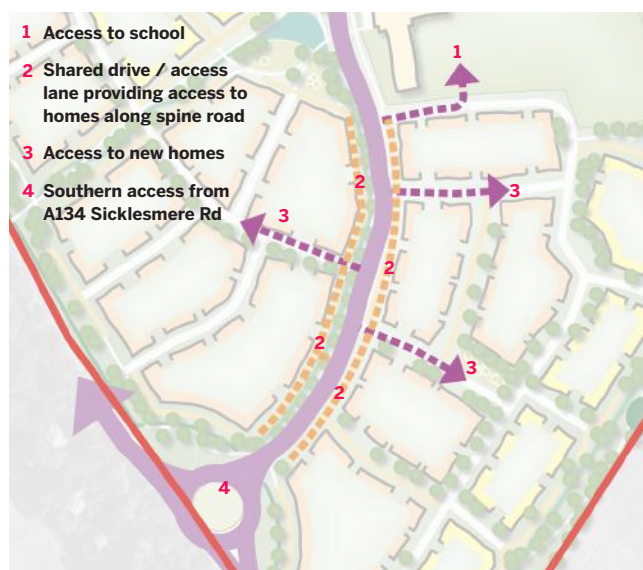 1 Access to school
2 Shared drive / access
lane providing access to
homes along spine road
3 Access to new homes
4 Southern access from
A134 Sicklesmere Rd
1
2
3
3
2
2
3
2
4